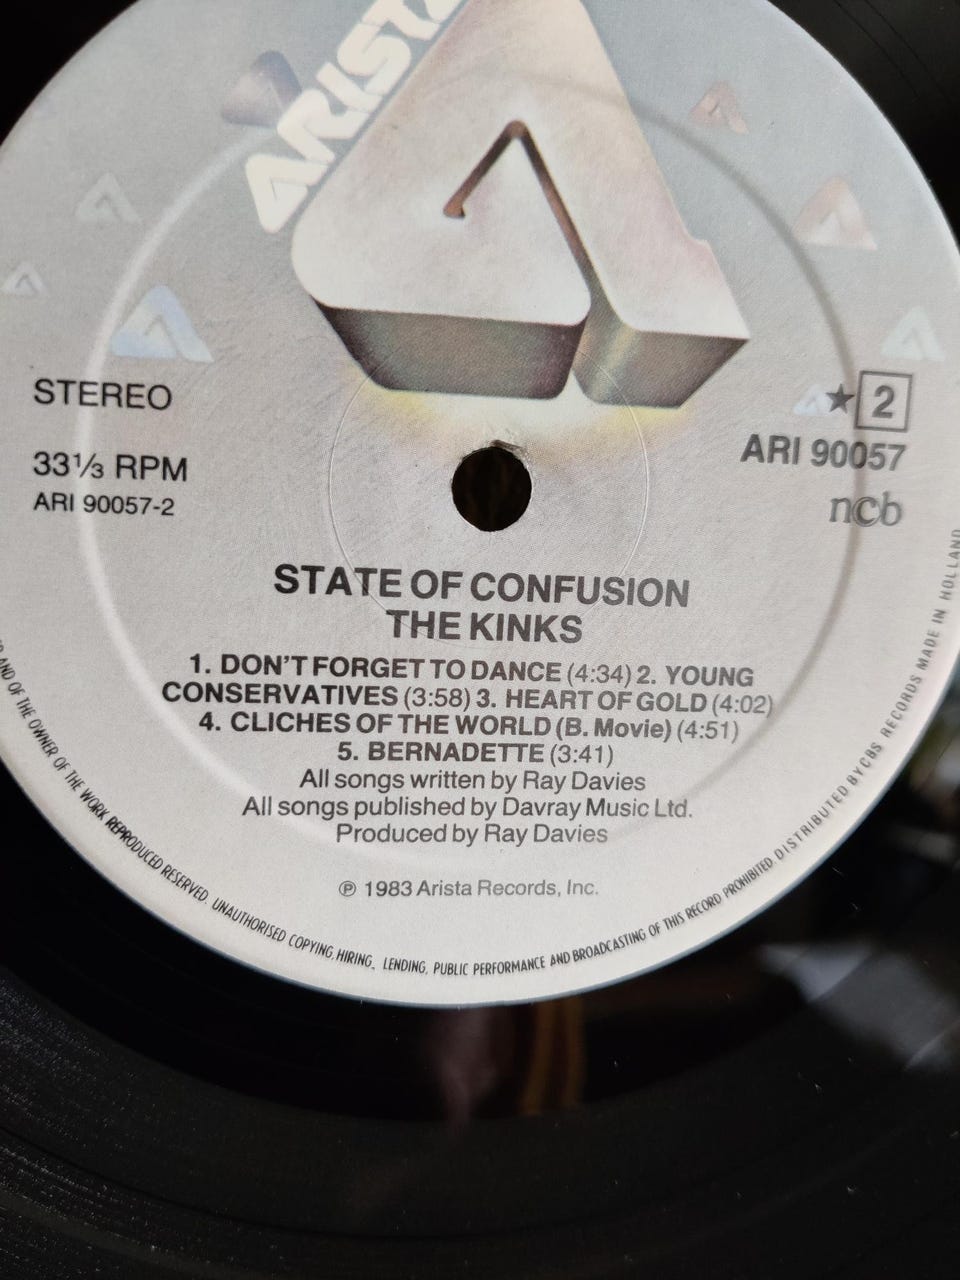 ARISTA
STEREO
★ 2
33⅓ RPM
ARI 90057
ARI 90057-2
ncb
STATE OF CONFUSION
THE KINKS
1. DON'T FORGET TO DANCE (4:34) 2. YOUNG
CONSERVATIVES (3:58) 3. HEART OF GOLD (4:02)
4. CLICHES OF THE WORLD (B. Movie) (4:51)
5. BERNADETTE (3:41)
All songs written by Ray Davies
All songs published by Davray Music Ltd.
Produced by Ray Davies
℗ 1983 Arista Records, Inc.
AND OF THE OWNER OF THE WORK REPRODUCED RESERVED. UNAUTHORISED COPYING, HIRING, LENDING, PUBLIC PERFORMANCE AND BROADCASTING OF THIS RECORD PROHIBITED DISTRIBUTED BY CBS RECORDS MADE IN HOLLAND